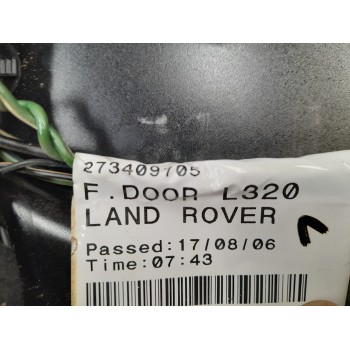 273409705
F.DOOR L320
LAND ROVER
Passed:17/08/06
Time:07:43